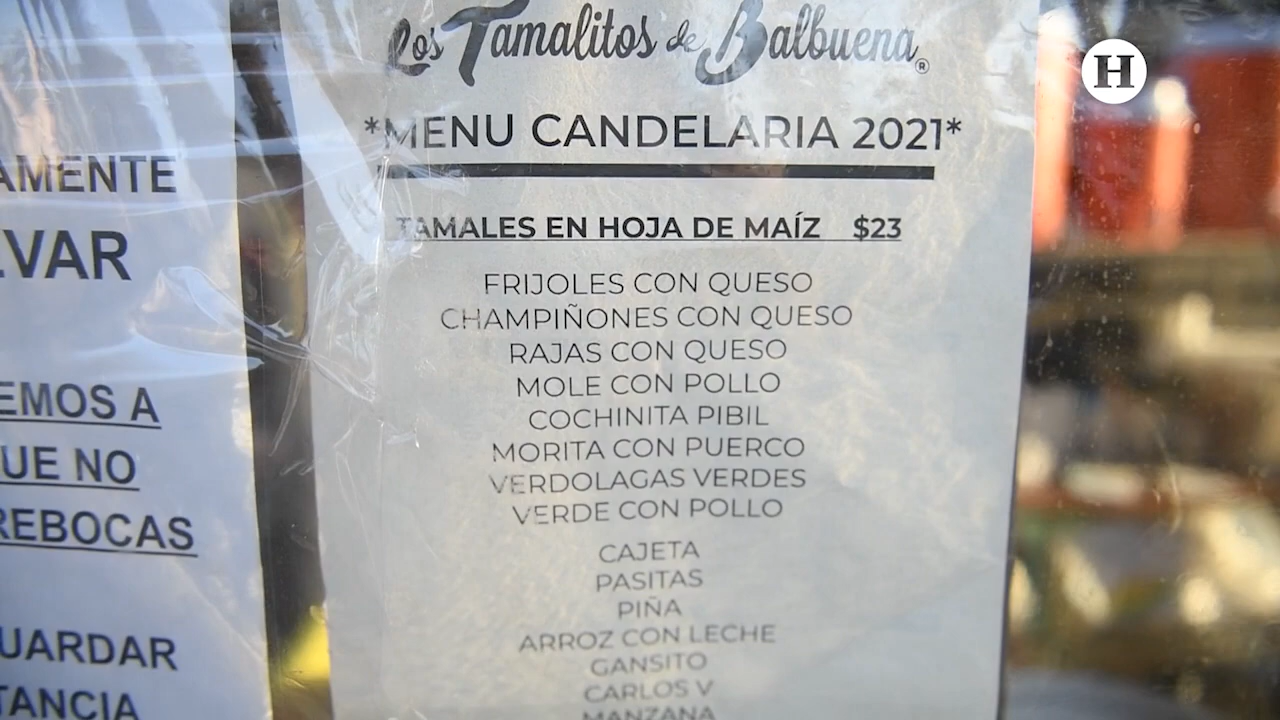 Los Tamalitos de Balbuena®
*MENU CANDELARIA 2021*
TAMALES EN HOJA DE MAÍZ $23
FRIJOLES CON QUESO
CHAMPIÑONES CON QUESO
RAJAS CON QUESO
MOLE CON POLLO
COCHINITA PIBIL
MORITA CON PUERCO
VERDOLAGAS VERDES
VERDE CON POLLO
CAJETA
PASITAS
PIÑA
ARROZ CON LECHE
GANSITO
CARLOS V
MANZANA
AMENTE
VAR
EMOS A
UE NO
REBOCAS
UARDAR
TANCIA
H